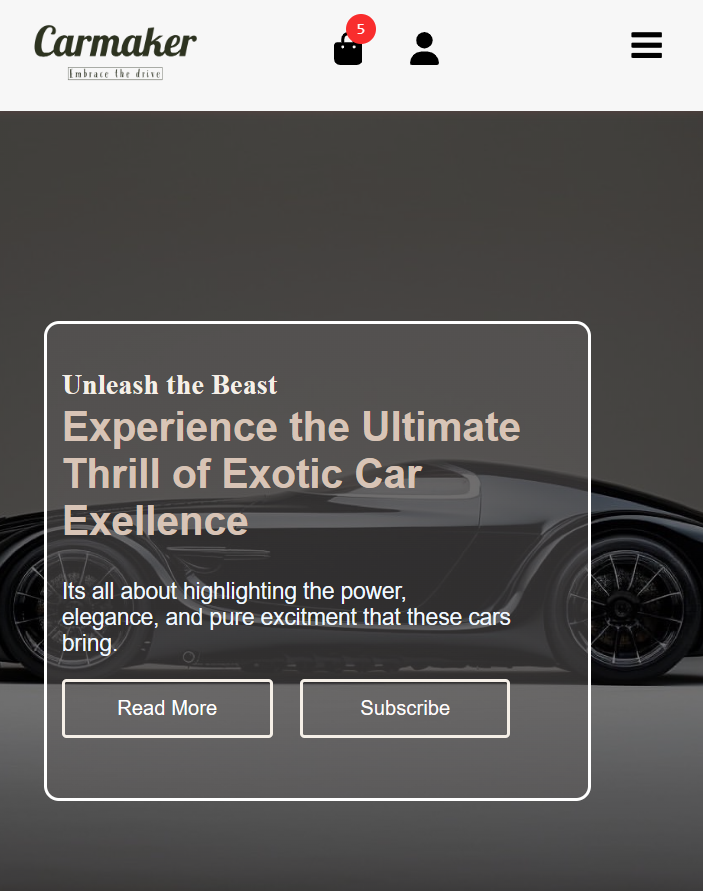 Carmaker
5
Embrace the drive
Unleash the Beast
Experience the Ultimate
Thrill of Exotic Car
Exellence
Its all about highlighting the power,
elegance, and pure excitment that these cars
bring.
Read More
Subscribe